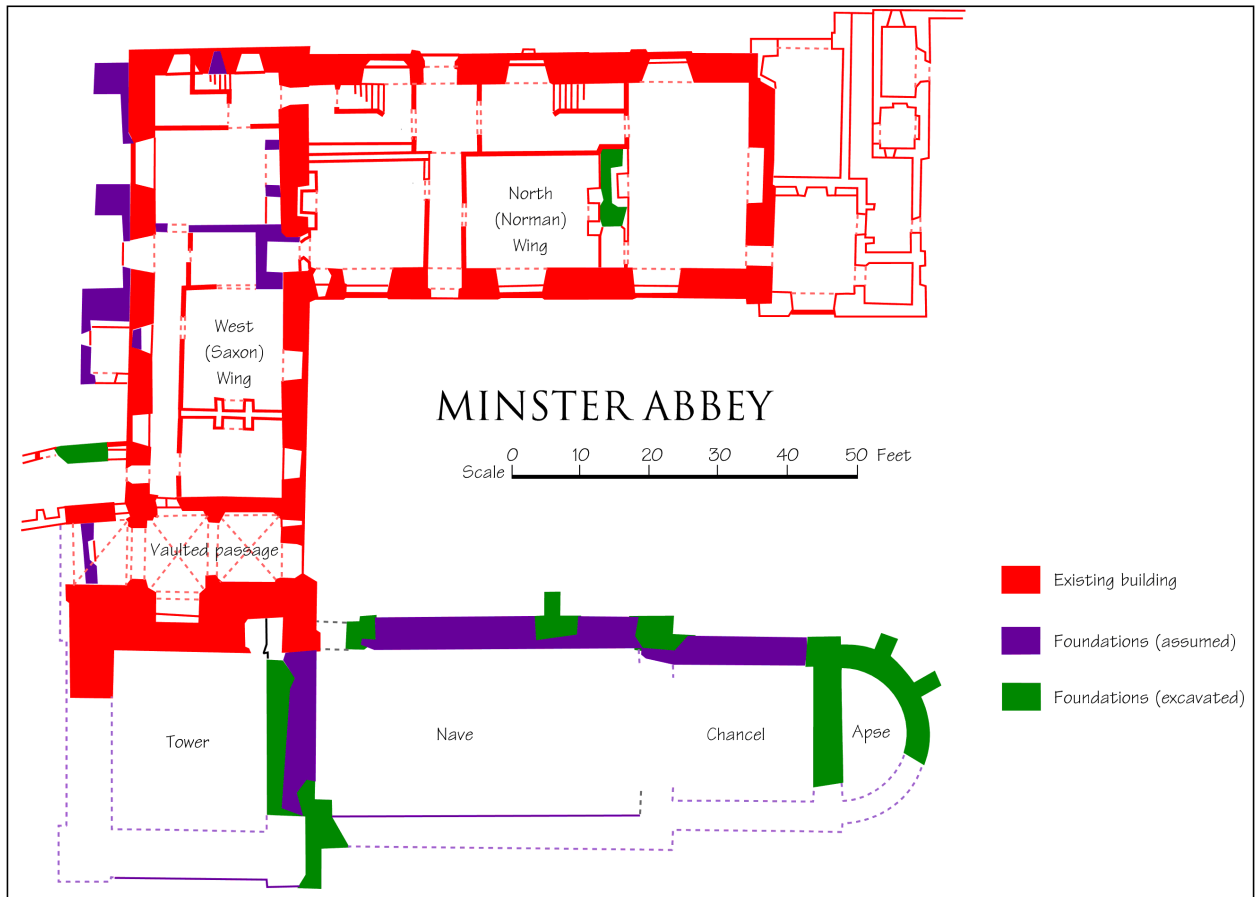 North
(Norman)
Wing
West
(Saxon)
Wing
MINSTER ABBEY
0 10 20 30 40 50 Feet
Scale
Vaulted passage
Existing building
Foundations (assumed)
Foundations (excavated)
Tower
Nave
Chancel
Apse